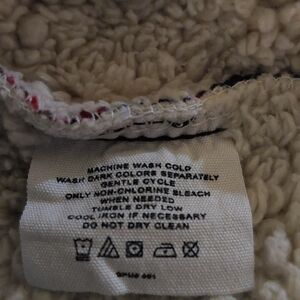 MACHINE WASH COLD
WASH DARK COLORS SEPARATELY
GENTLE CYCLE
ONLY NON-CHLORINE BLEACH
WHEN NEEDED
TUMBLE DRY LOW
COOL IRON IF NECESSARY
DO NOT DRY CLEAN